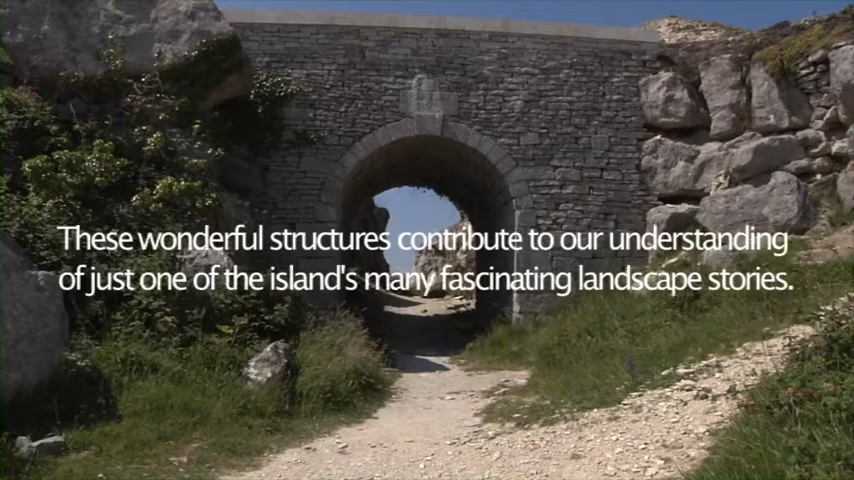 These wonderful structures contribute to our understanding
of just one of the island's many fascinating landscape stories.